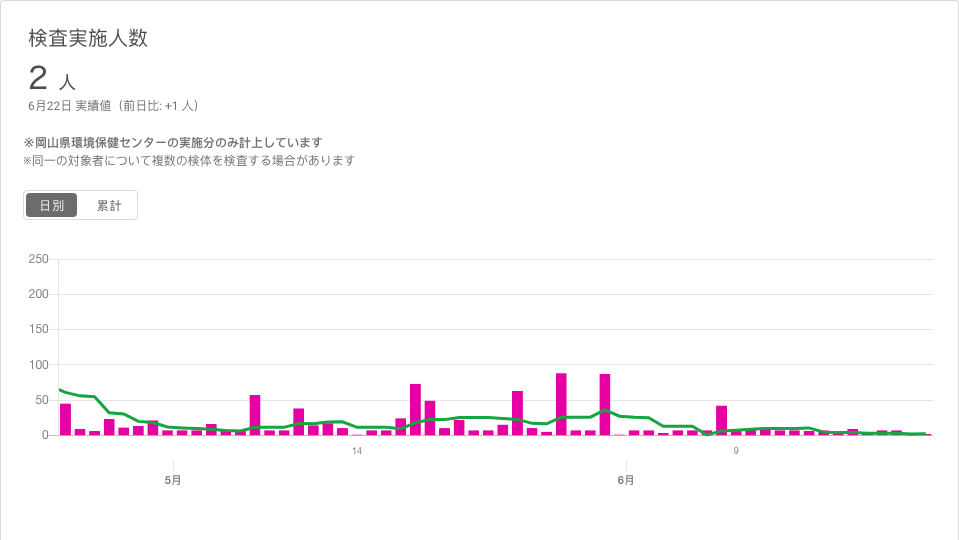 検査実施人数
2 人
6月22日 実績値（前日比: +1 人）
※岡山県環境保健センターの実施分のみ計上しています
※同一の対象者について複数の検体を検査する場合があります
日別 累計
250
200
150
100
50
0
14 9
5月 6月